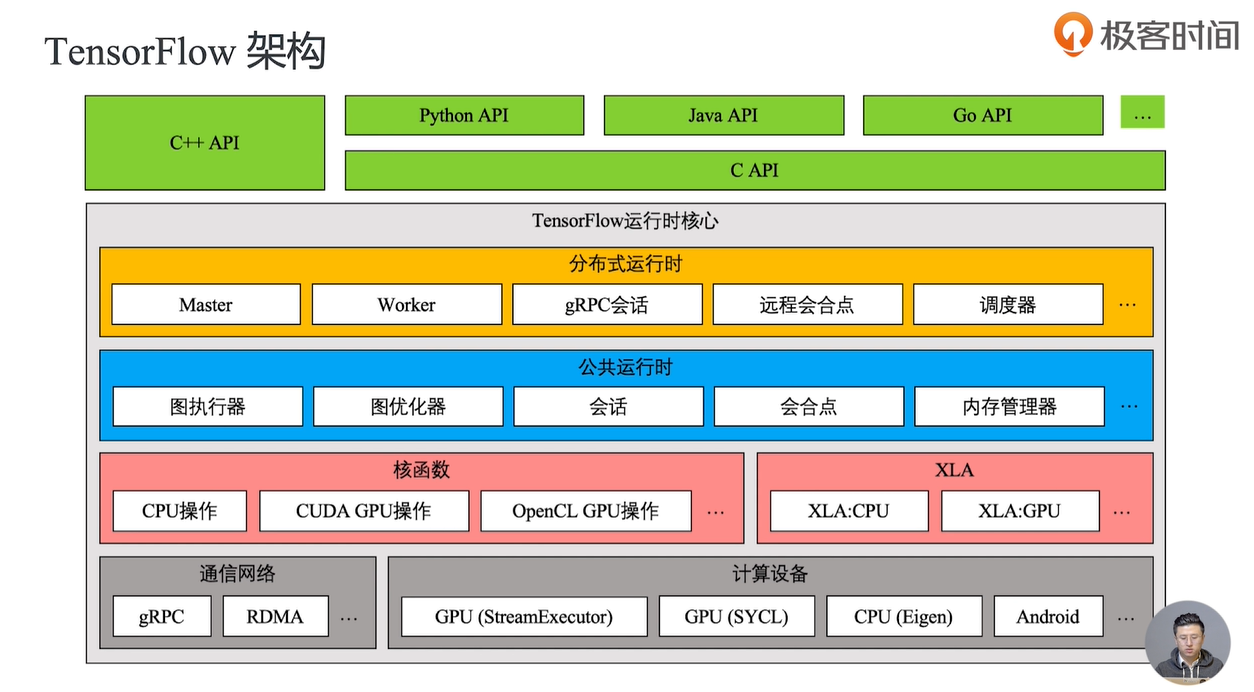 TensorFlow 架构
极客时间
C++ API
Python API
Java API
Go API
...
C API
TensorFlow运行时核心
分布式运行时
Master
Worker
gRPC会话
远程会合点
调度器
...
公共运行时
图执行器
图优化器
会话
会合点
内存管理器
...
核函数
CPU操作
CUDA GPU操作
OpenCL GPU操作
...
XLA
XLA:CPU
XLA:GPU
...
通信网络
gRPC
RDMA
...
计算设备
GPU (StreamExecutor)
GPU (SYCL)
CPU (Eigen)
Android
...